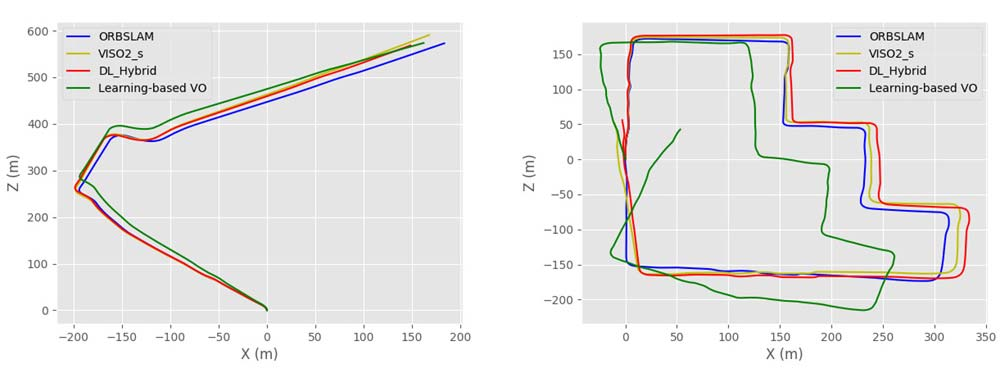 600
500
400
300
200
100
0
Z (m)
ORBSLAM
VISO2_s
DL_Hybrid
Learning-based VO
−200 −150 −100 −50 0 50 100 150 200
X (m)
150
100
50
0
−50
−100
−150
−200
Z (m)
ORBSLAM
VISO2_s
DL_Hybrid
Learning-based VO
0 50 100 150 200 250 300 350
X (m)